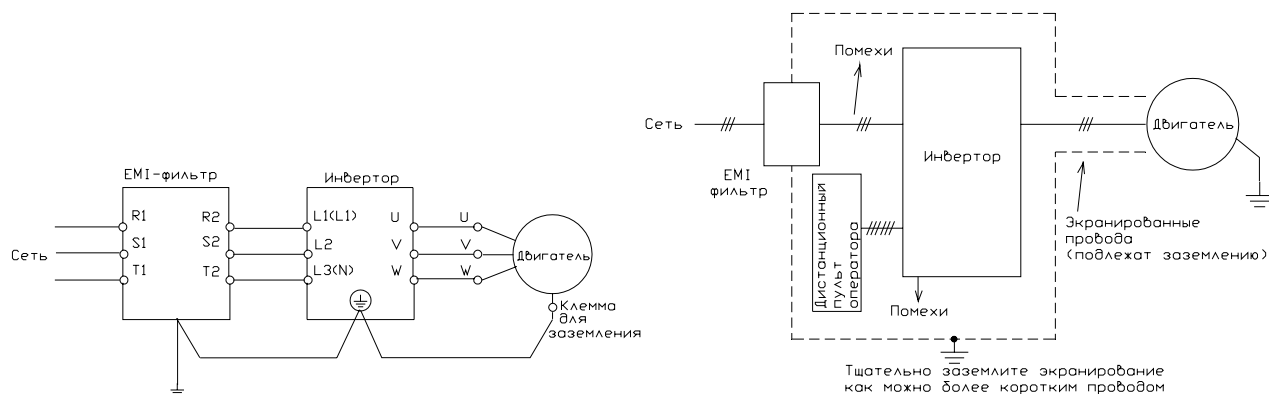 EMI-фильтр
Инвертор
Сеть
R1
S1
T1
R2
S2
T2
L1(L1)
L2
L3(N)
U
V
W
U
V
W
Двигатель
Клемма
для
заземления
Помехи
Сеть
EMI
фильтр
Инвертор
Двигатель
Дистанционный
пульт
оператора
Помехи
Экранированные
провода
(подлежат заземлению)
Тщательно заземлите экранирование
как можно более коротким проводом